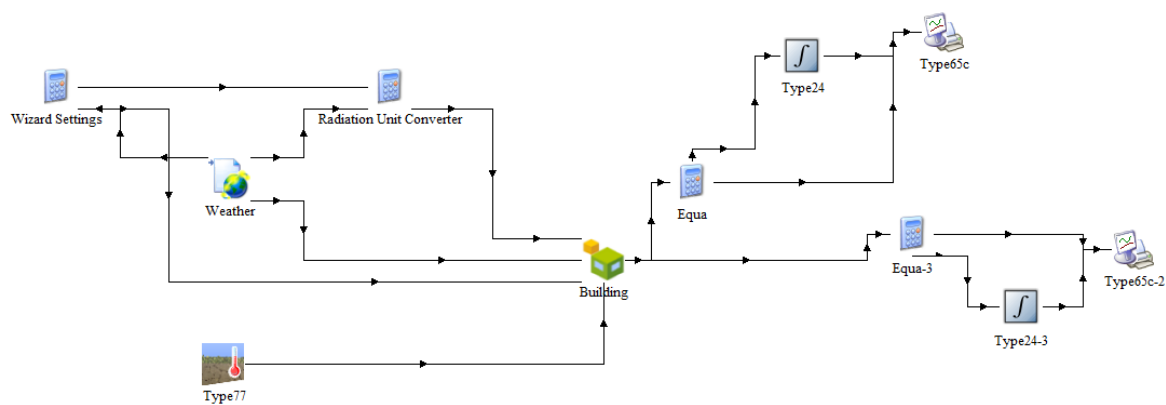 Type65c
Type24
Wizard Settings
Radiation Unit Converter
Weather
Equa
Equa-3
Type65c-2
Building
Type24-3
Type77